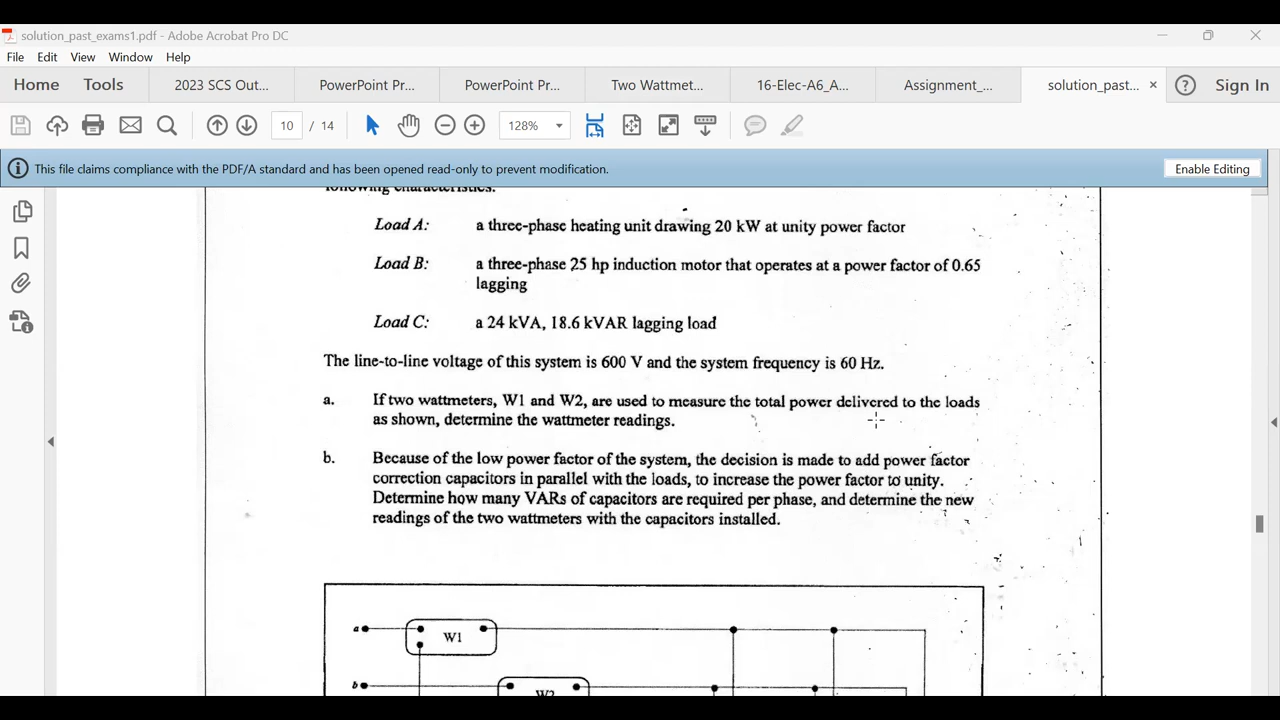 solution_past_exams1.pdf - Adobe Acrobat Pro DC
File Edit View Window Help
Home Tools 2023 SCS Out... PowerPoint Pr... PowerPoint Pr... Two Wattmet... 16-Elec-A6_A... Assignment_... solution_past... × Sign In
10 / 14 128%
This file claims compliance with the PDF/A standard and has been opened read-only to prevent modification. Enable Editing
following characteristics.
Load A: a three-phase heating unit drawing 20 kW at unity power factor
Load B: a three-phase 25 hp induction motor that operates at a power factor of 0.65
lagging
Load C: a 24 kVA, 18.6 kVAR lagging load
The line-to-line voltage of this system is 600 V and the system frequency is 60 Hz.
a. If two wattmeters, W1 and W2, are used to measure the total power delivered to the loads
as shown, determine the wattmeter readings.
b. Because of the low power factor of the system, the decision is made to add power factor
correction capacitors in parallel with the loads, to increase the power factor to unity.
Determine how many VARs of capacitors are required per phase, and determine the new
readings of the two wattmeters with the capacitors installed.
a W1
b W2